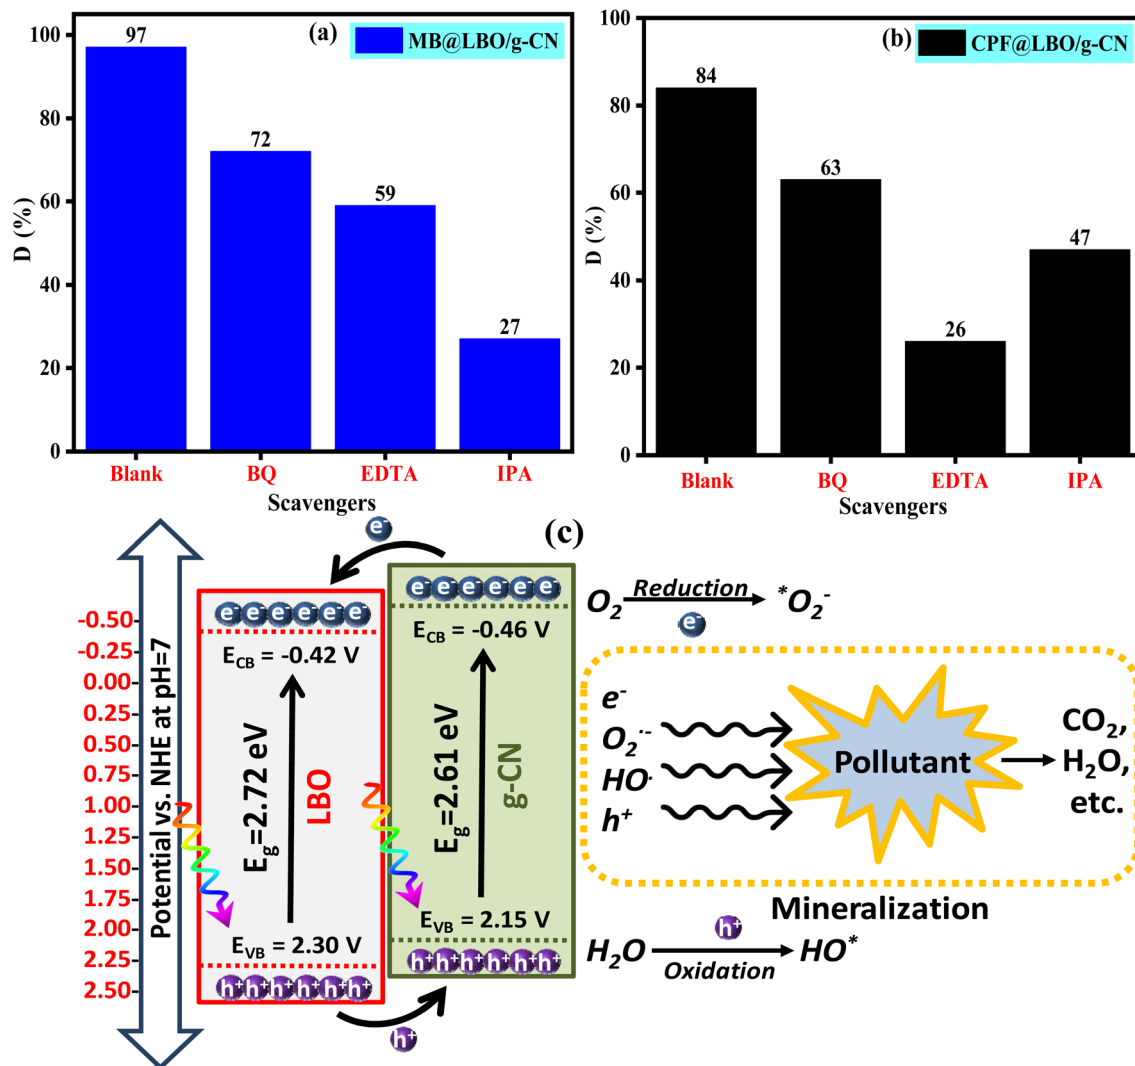 (a)
MB@LBO/g-CN
100
80
60
40
20
0
D (%)
97
72
59
27
Blank BQ EDTA IPA
Scavengers
(b)
CPF@LBO/g-CN
100
80
60
40
20
0
D (%)
84
63
26
47
Blank BQ EDTA IPA
Scavengers
(c)
Potential vs. NHE at pH=7
-0.50
-0.25
0.00
0.25
0.50
0.75
1.00
1.25
1.50
1.75
2.00
2.25
2.50
e⁻
e⁻ e⁻ e⁻ e⁻ e⁻ e⁻
E_CB = -0.42 V
E_g=2.72 eV
LBO
E_VB = 2.30 V
h⁺ h⁺ h⁺ h⁺ h⁺ h⁺
e⁻ e⁻ e⁻ e⁻ e⁻ e⁻
E_CB = -0.46 V
E_g=2.61 eV
g-CN
E_VB = 2.15 V
h⁺ h⁺ h⁺ h⁺ h⁺ h⁺
h⁺
O₂ Reduction *O₂⁻
e⁻
e⁻
O₂˙⁻
HO˙
h⁺
Pollutant
CO₂,
H₂O,
etc.
Mineralization
h⁺
H₂O Oxidation HO*